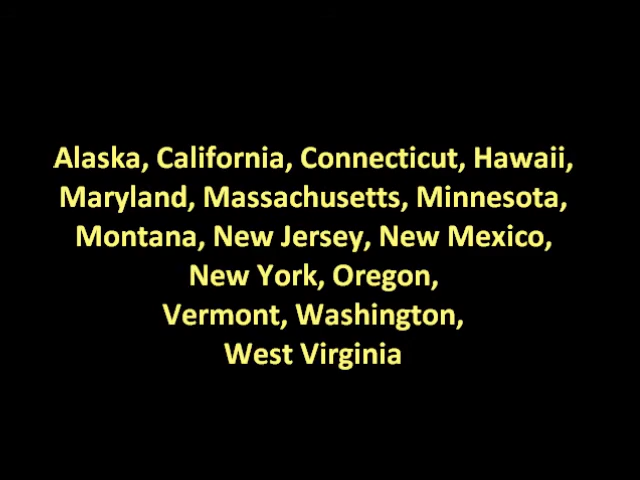 Alaska, California, Connecticut, Hawaii,
Maryland, Massachusetts, Minnesota,
Montana, New Jersey, New Mexico,
New York, Oregon,
Vermont, Washington,
West Virginia